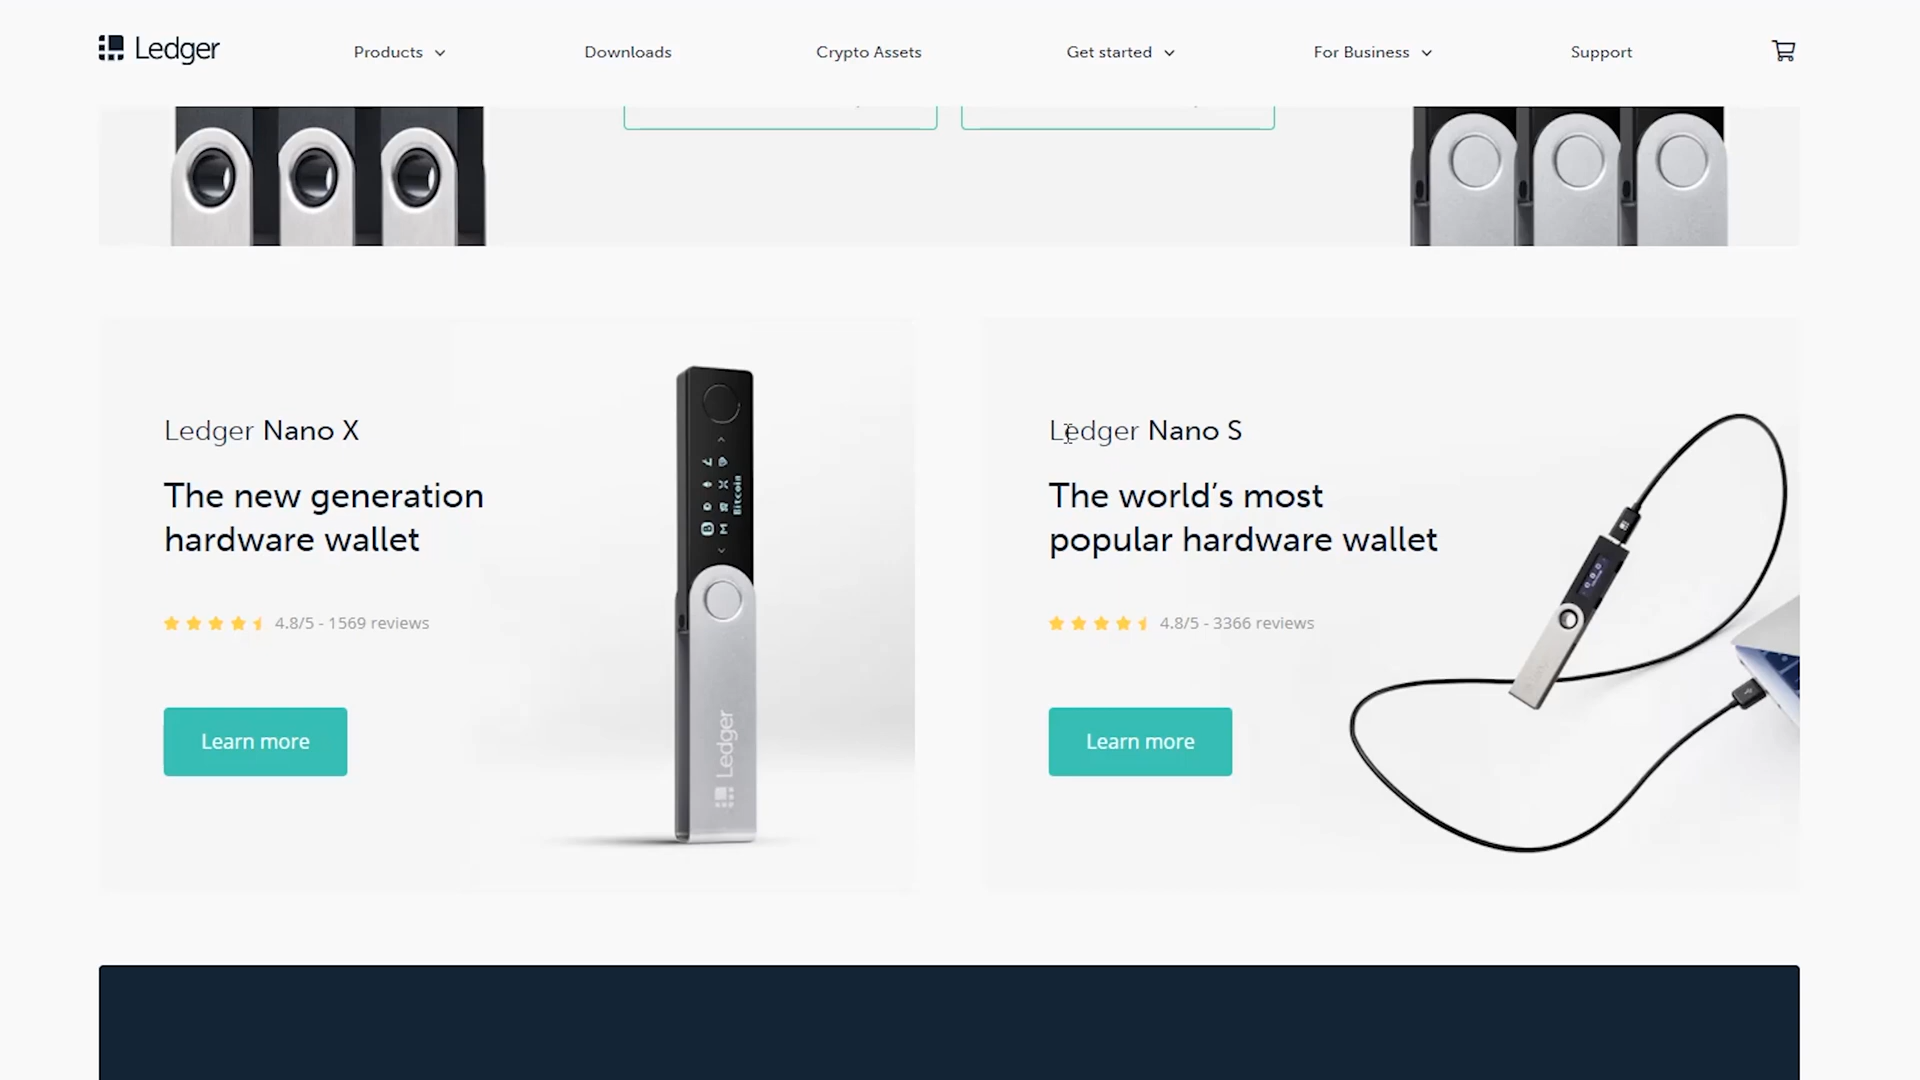 Ledger
Products
Downloads
Crypto Assets
Get started
For Business
Support
Ledger Nano X
The new generation
hardware wallet
4.8/5 - 1569 reviews
Learn more
Bitcoin
Ledger
Ledger Nano S
The world’s most
popular hardware wallet
4.8/5 - 3366 reviews
Learn more